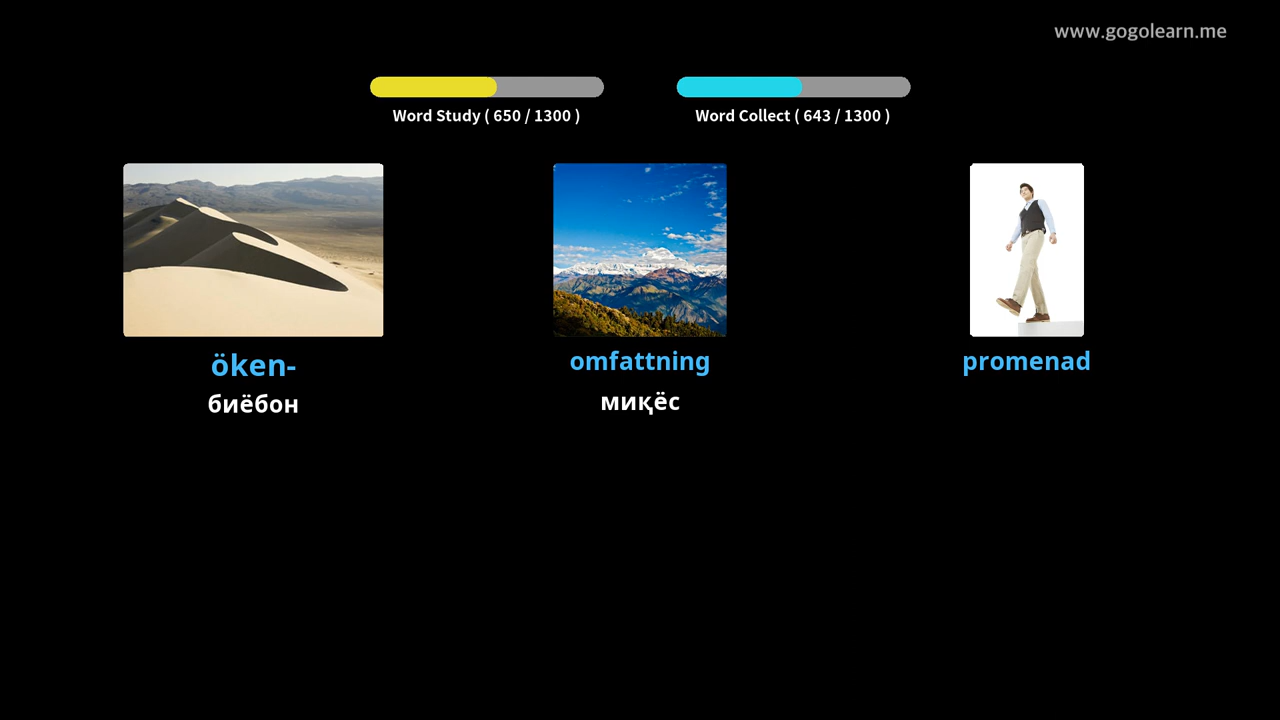 www.gogolearn.me
Word Study ( 650 / 1300 )
Word Collect ( 643 / 1300 )
öken-
биёбон
omfattning
миқёс
promenad